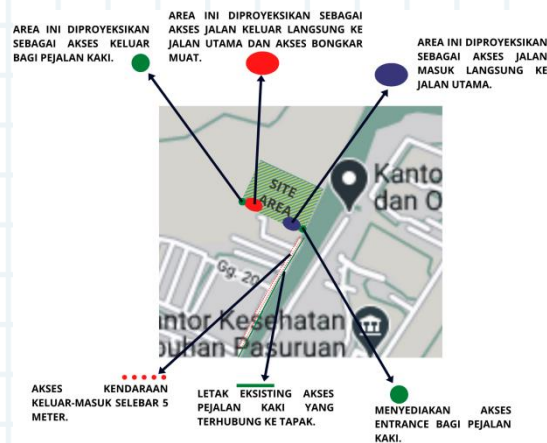 AREA INI DIPROYEKSIKAN
SEBAGAI AKSES KELUAR
BAGI PEJALAN KAKI.
AREA INI DIPROYEKSIKAN SEBAGAI
AKSES JALAN KELUAR LANGSUNG KE
JALAN UTAMA DAN AKSES BONGKAR
MUAT.
AREA INI DIPROYEKSIKAN
SEBAGAI AKSES JALAN
MASUK LANGSUNG KE
JALAN UTAMA.
SITE
AREA
Kanto
dan O
Gg. 20
antor Kesehatan
buhan Pasuruan
AKSES KENDARAAN
KELUAR-MASUK SELEBAR 5
METER.
LETAK EKSISTING AKSES
PEJALAN KAKI YANG
TERHUBUNG KE TAPAK.
MENYEDIAKAN AKSES
ENTRANCE BAGI PEJALAN
KAKI.